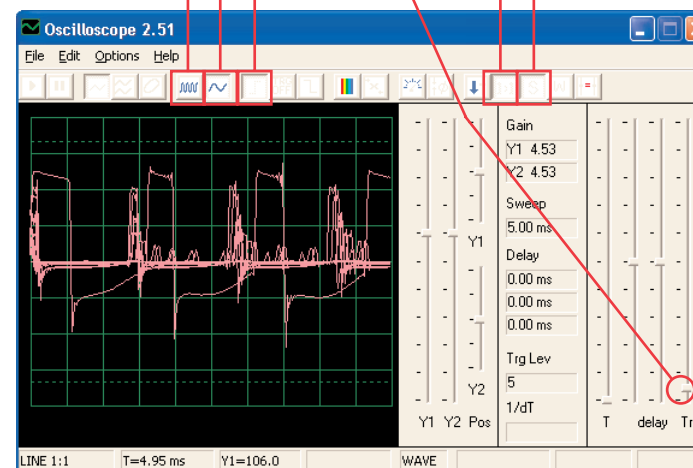 Oscilloscope 2.51
File Edit Options Help
Gain
Y1 4.53
Y2 4.53
Sweep
5.00 ms
Y1
Delay
0.00 ms
0.00 ms
0.00 ms
Trg Lev
5
Y2
1/dT
Y1 Y2 Pos
T delay Tr
LINE 1:1 T=4.95 ms Y1=106.0 WAVE